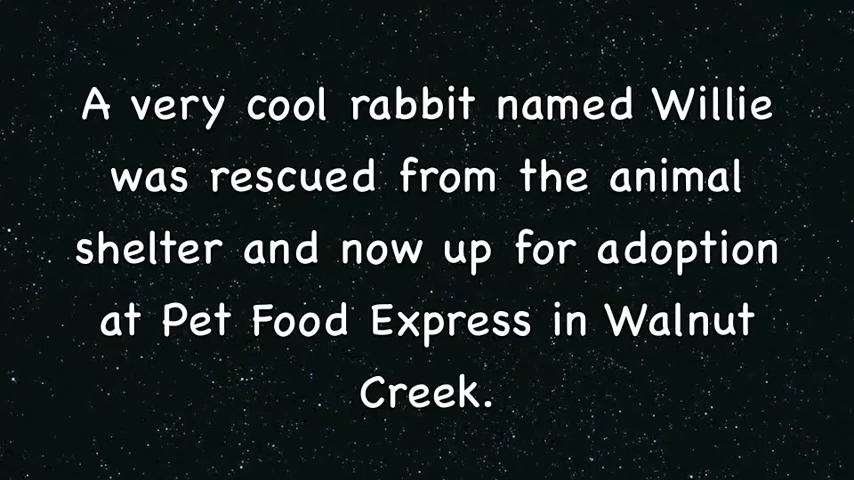 A very cool rabbit named Willie
was rescued from the animal
shelter and now up for adoption
at Pet Food Express in Walnut
Creek.